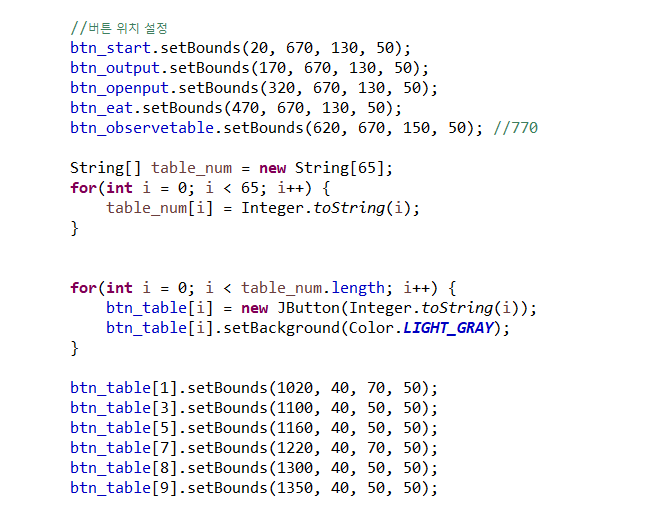 //버튼 위치 설정
btn_start.setBounds(20, 670, 130, 50);
btn_output.setBounds(170, 670, 130, 50);
btn_openput.setBounds(320, 670, 130, 50);
btn_eat.setBounds(470, 670, 130, 50);
btn_observetable.setBounds(620, 670, 150, 50); //770
String[] table_num = new String[65];
for(int i = 0; i < 65; i++) {
table_num[i] = Integer.toString(i);
}
for(int i = 0; i < table_num.length; i++) {
btn_table[i] = new JButton(Integer.toString(i));
btn_table[i].setBackground(Color.LIGHT_GRAY);
}
btn_table[1].setBounds(1020, 40, 70, 50);
btn_table[3].setBounds(1100, 40, 50, 50);
btn_table[5].setBounds(1160, 40, 50, 50);
btn_table[7].setBounds(1220, 40, 70, 50);
btn_table[8].setBounds(1300, 40, 50, 50);
btn_table[9].setBounds(1350, 40, 50, 50);